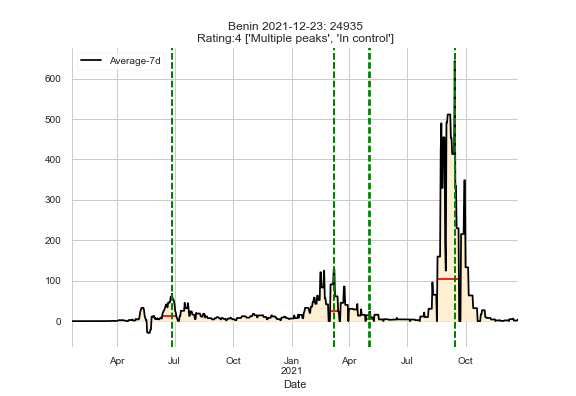 Benin 2021-12-23: 24935
Rating:4 ['Multiple peaks', 'In control']
Average-7d
600
500
400
300
200
100
0
Apr
Jul
Oct
Jan
2021
Apr
Jul
Oct
Date